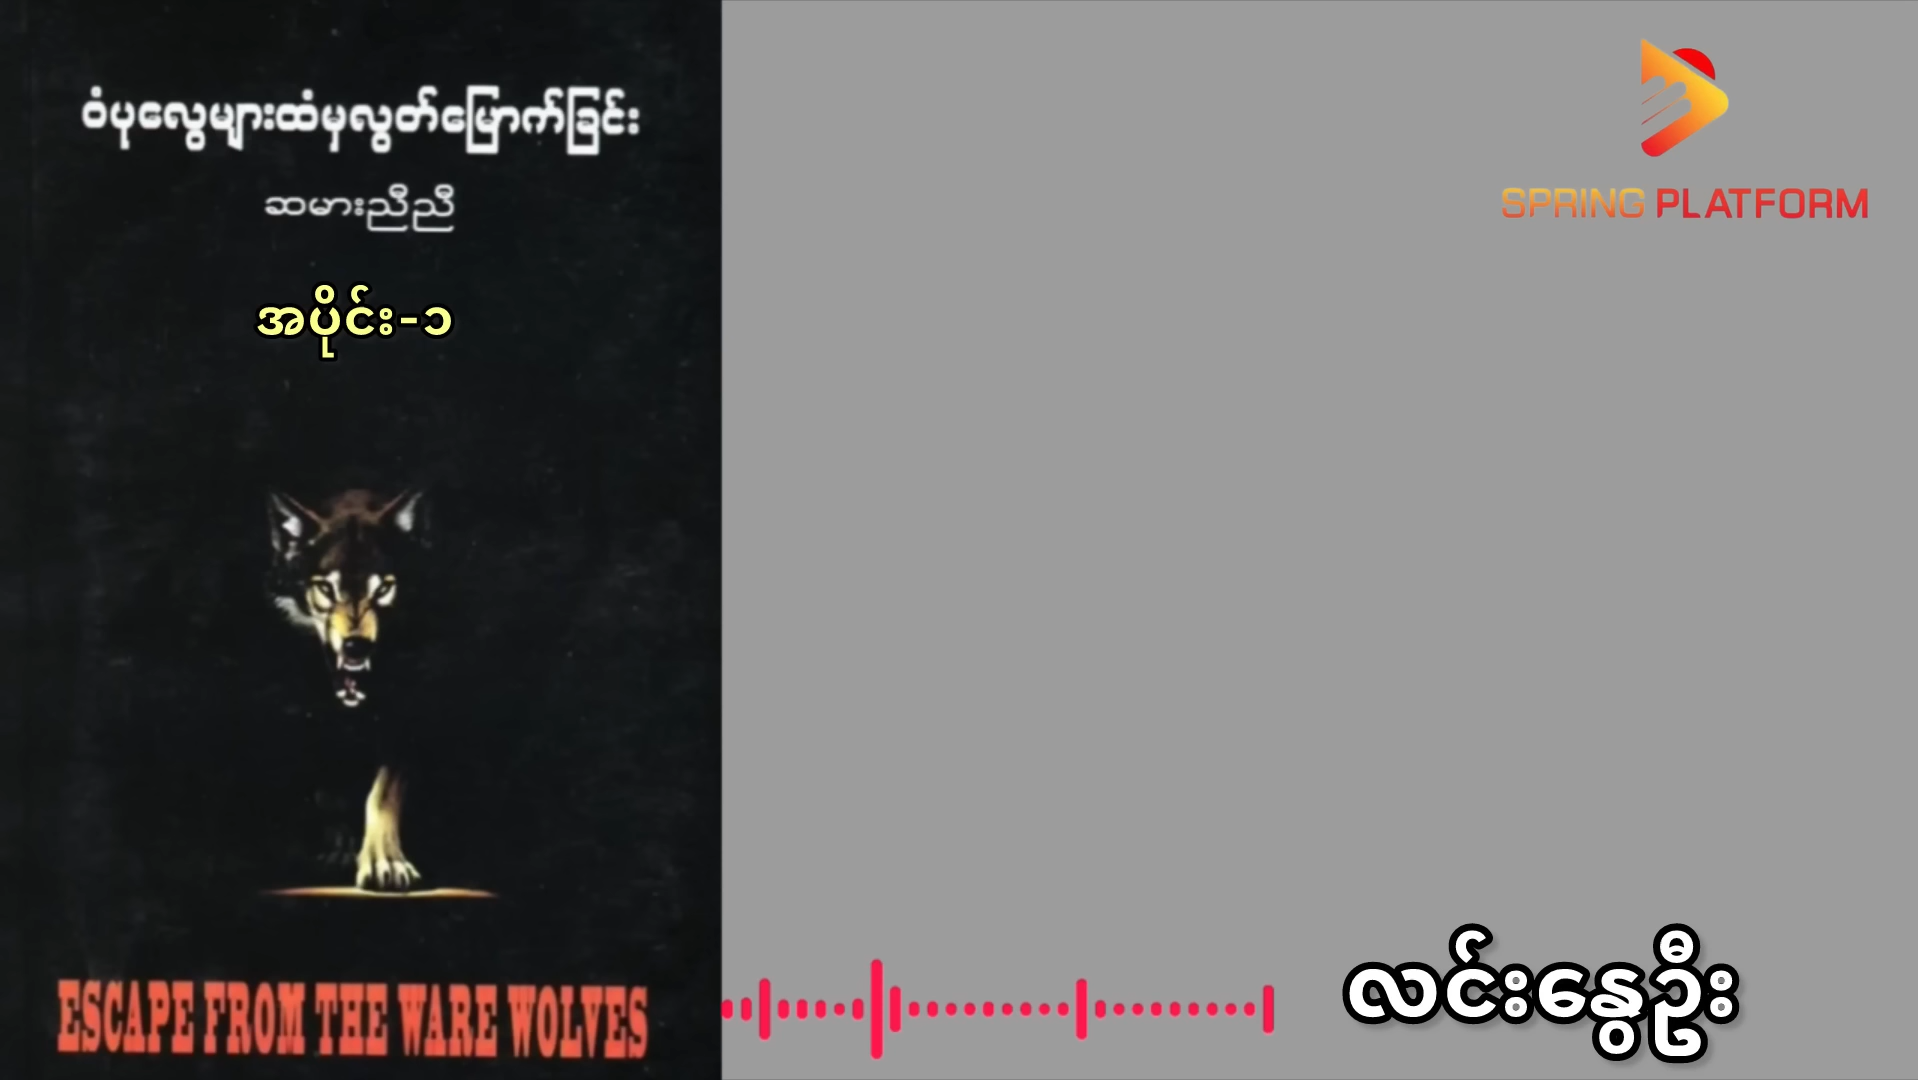 ဝံပုလွေများထံမှလွတ်မြောက်ခြင်း
ဆမားညီညီ
အပိုင်း-၁
ESCAPE FROM THE WARE WOLVES
SPRING PLATFORM
လင်းနွေဦး